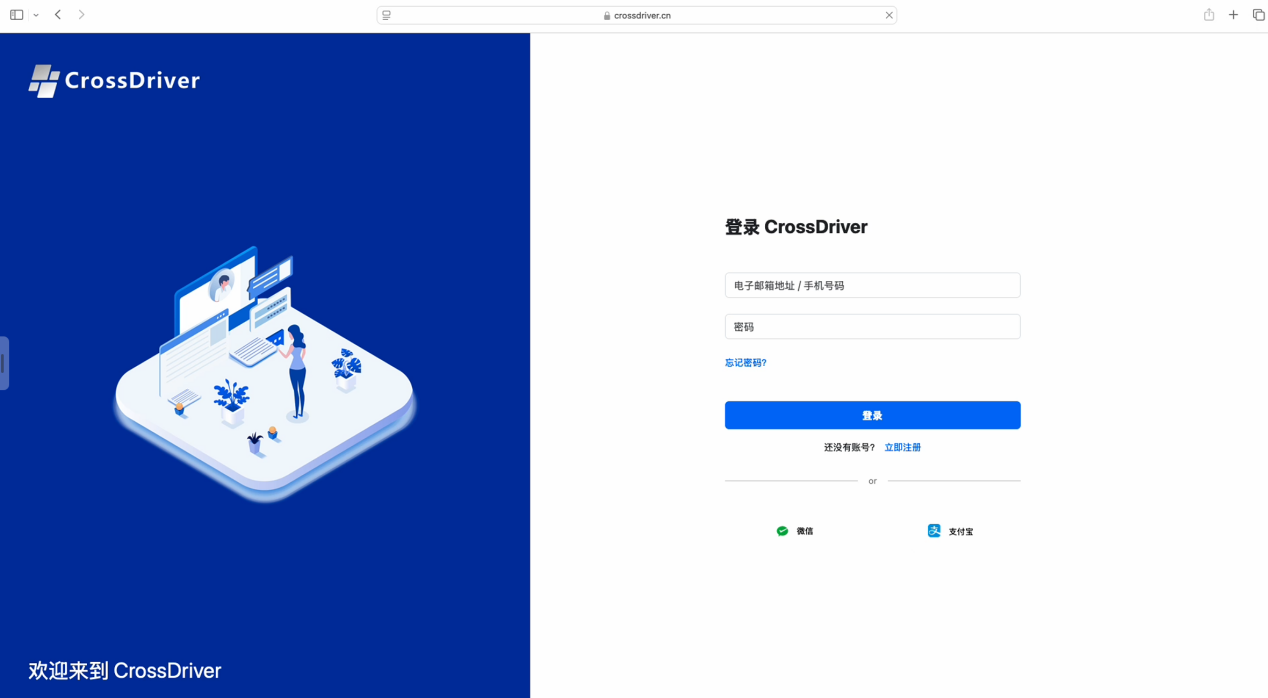 crossdriver.cn
CrossDriver
登录 CrossDriver
电子邮箱地址 / 手机号码
密码
忘记密码?
登录
还没有账号? 立即注册
or
微信 支付宝
欢迎来到 CrossDriver